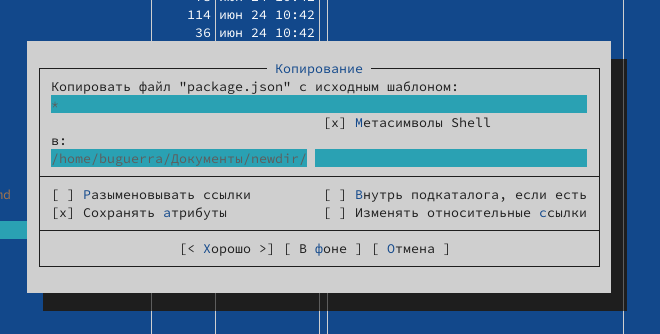 114 июн 24 10:42
36 июн 24 10:42
Копирование
Копировать файл "package.json" с исходным шаблоном:
*
[x] Метасимволы Shell
в:
/home/buguerra/Документы/newdir/
[ ] Разыменовывать ссылки [ ] Внутрь подкаталога, если есть
[x] Сохранять атрибуты [ ] Изменять относительные ссылки
[< Хорошо >] [ В фоне ] [ Отмена ]